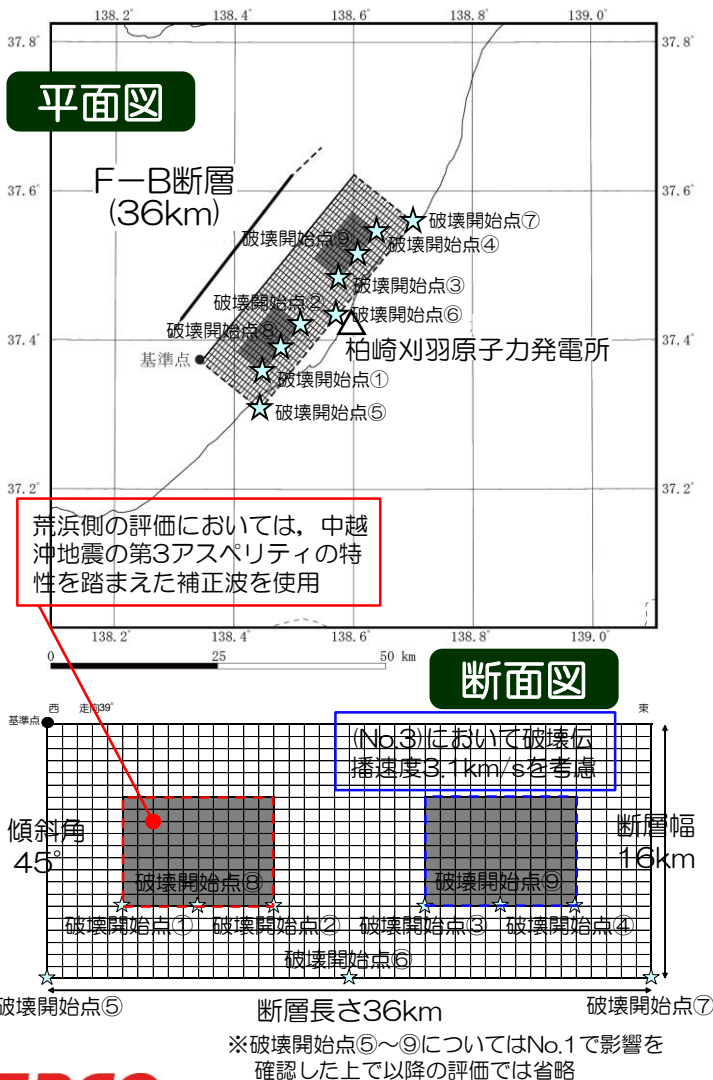 138.2° 138.4° 138.6° 138.8° 139.0°
37.8° 37.8°
平面図
37.6° 37.6°
F－B断層
(36km)
破壊開始点⑦
破壊開始点⑨
破壊開始点④
破壊開始点③
破壊開始点②
破壊開始点⑥
破壊開始点⑧
37.4° 37.4°
柏崎刈羽原子力発電所
基準点
破壊開始点①
破壊開始点⑤
37.2° 37.2°
荒浜側の評価においては，中越
沖地震の第3アスペリティの特
性を踏まえた補正波を使用
138.2° 138.4° 138.6° 138.8° 139.0°
0 25 50 km
断面図
西 走向39° 東
基準点
(No.3)において破壊伝
播速度3.1km/sを考慮
傾斜角
45°
断層幅
16km
破壊開始点⑧ 破壊開始点⑨
破壊開始点① 破壊開始点② 破壊開始点③ 破壊開始点④
破壊開始点⑥
破壊開始点⑤ 断層長さ36km 破壊開始点⑦
※破壊開始点⑤～⑨についてはNo.1で影響を
確認した上で以降の評価では省略